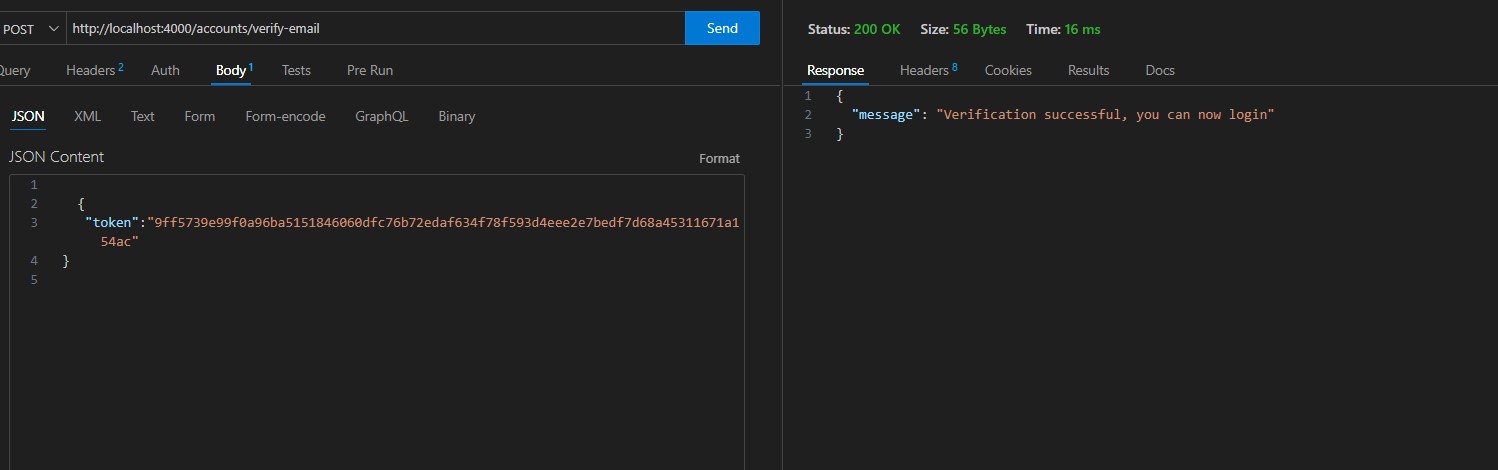 POST http://localhost:4000/accounts/verify-email Send
Status: 200 OK Size: 56 Bytes Time: 16 ms
Query Headers 2 Auth Body 1 Tests Pre Run
Response Headers 8 Cookies Results Docs
JSON XML Text Form Form-encode GraphQL Binary
JSON Content Format
1
2 {
3 "token":"9ff5739e99f0a96ba5151846060dfc76b72edaf634f78f593d4eee2e7bedf7d68a45311671a1
54ac"
4 }
5
1 {
2 "message": "Verification successful, you can now login"
3 }